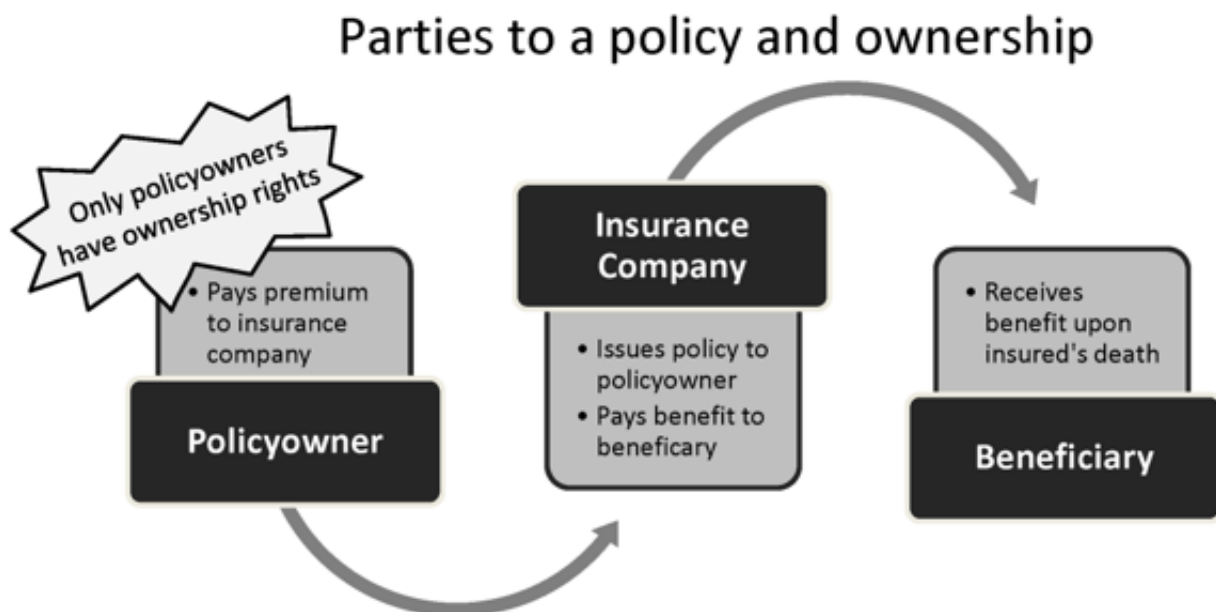 Parties to a policy and ownership
Only policyowners
have ownership rights
• Pays premium
to insurance
company
Policyowner
Insurance
Company
• Issues policy to
policyowner
• Pays benefit to
beneficary
• Receives
benefit upon
insured's death
Beneficiary